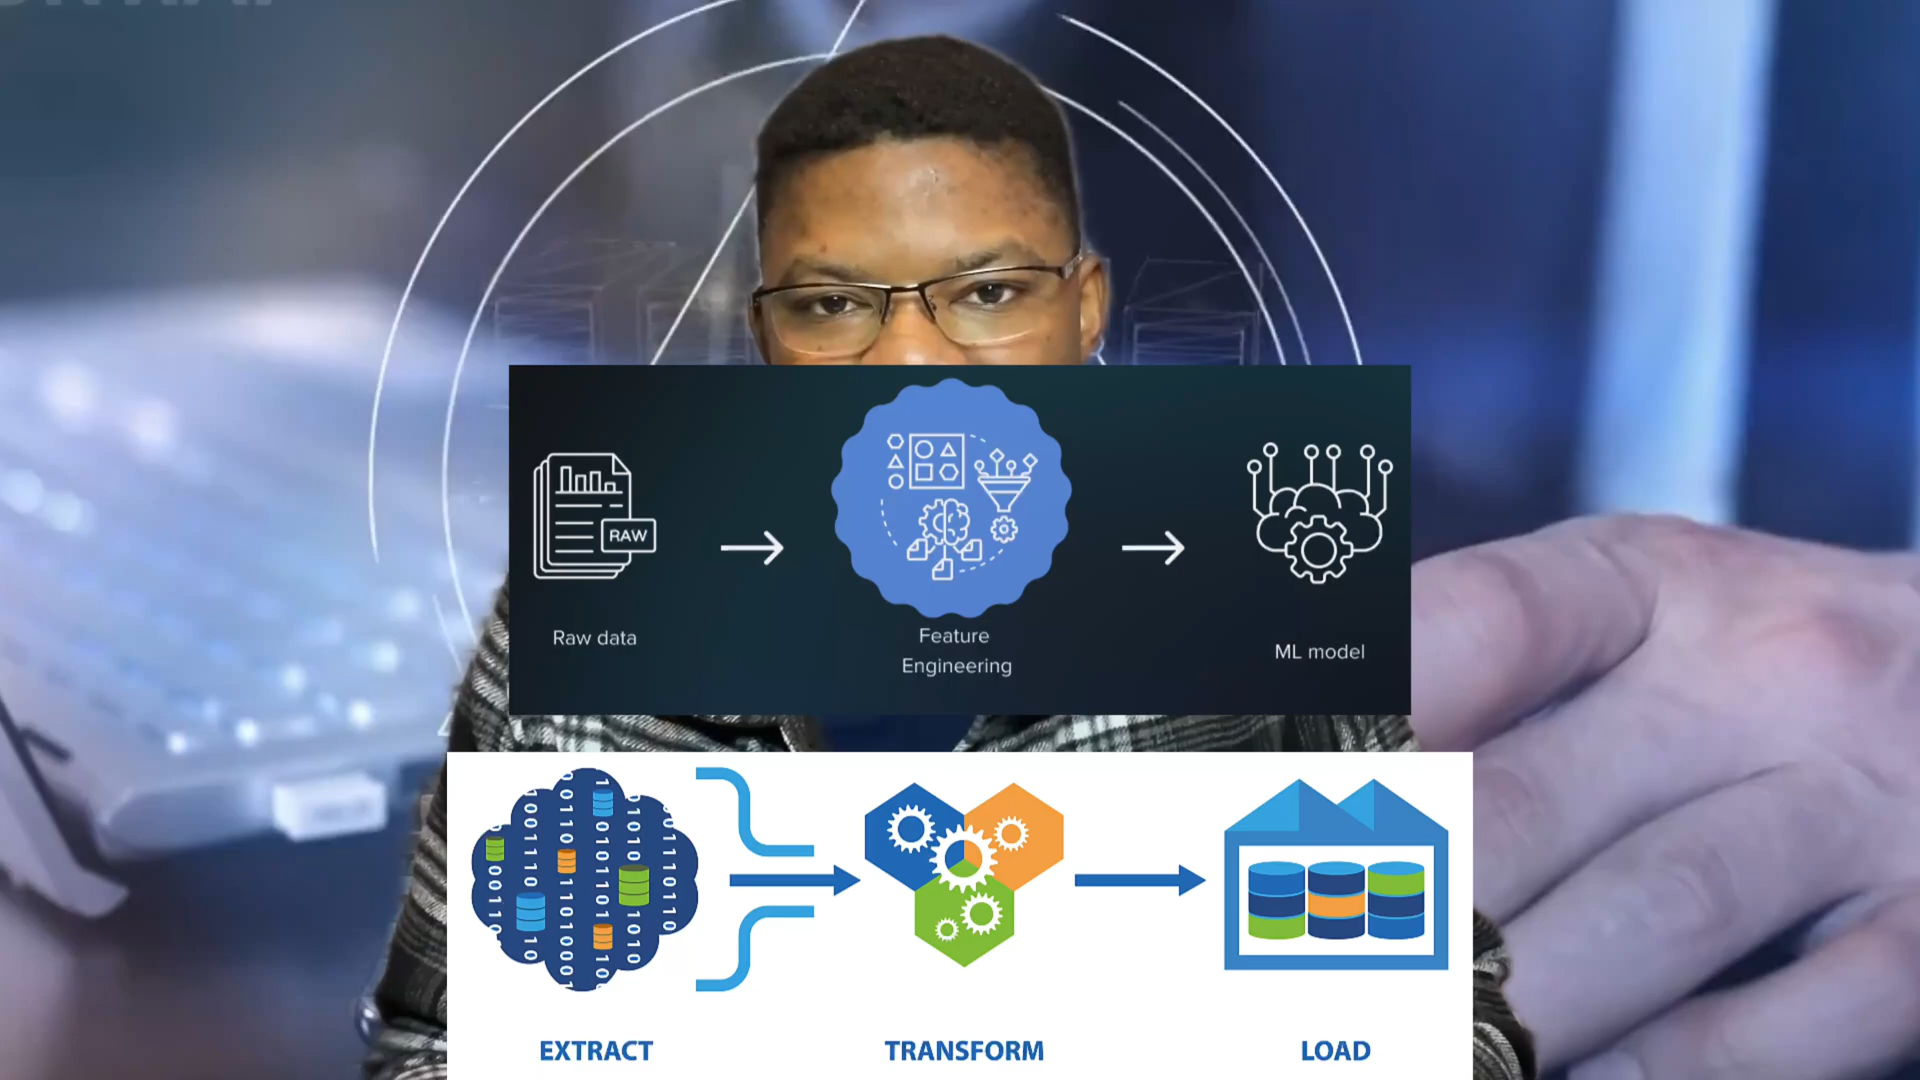 RAW
Raw data
Feature
Engineering
ML model
EXTRACT
TRANSFORM
LOAD